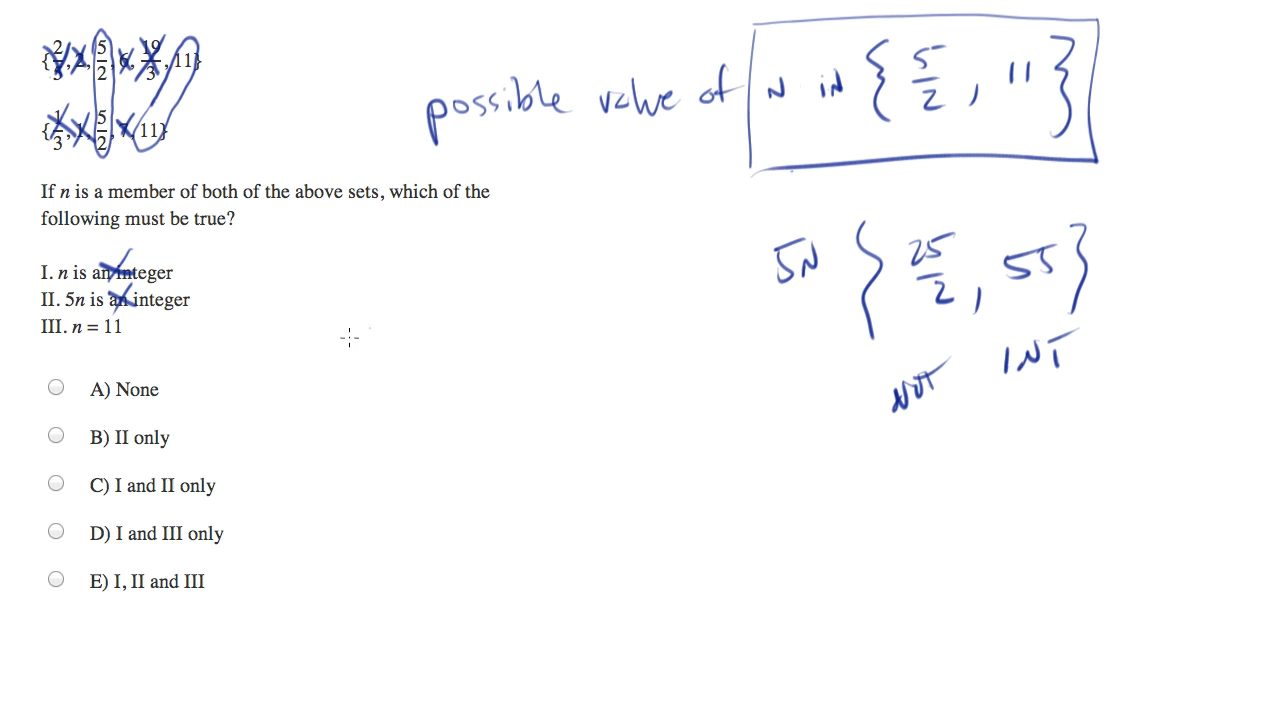 {2/3, 2, 5/2, 6, 19/3, 11}
{1/3, 1, 5/2, 7, 11}
possible value of N in {5/2, 11}
If n is a member of both of the above sets, which of the
following must be true?
5N {25/2, 55}
NOT INT
I. n is an integer
II. 5n is an integer
III. n = 11
A) None
B) II only
C) I and II only
D) I and III only
E) I, II and III